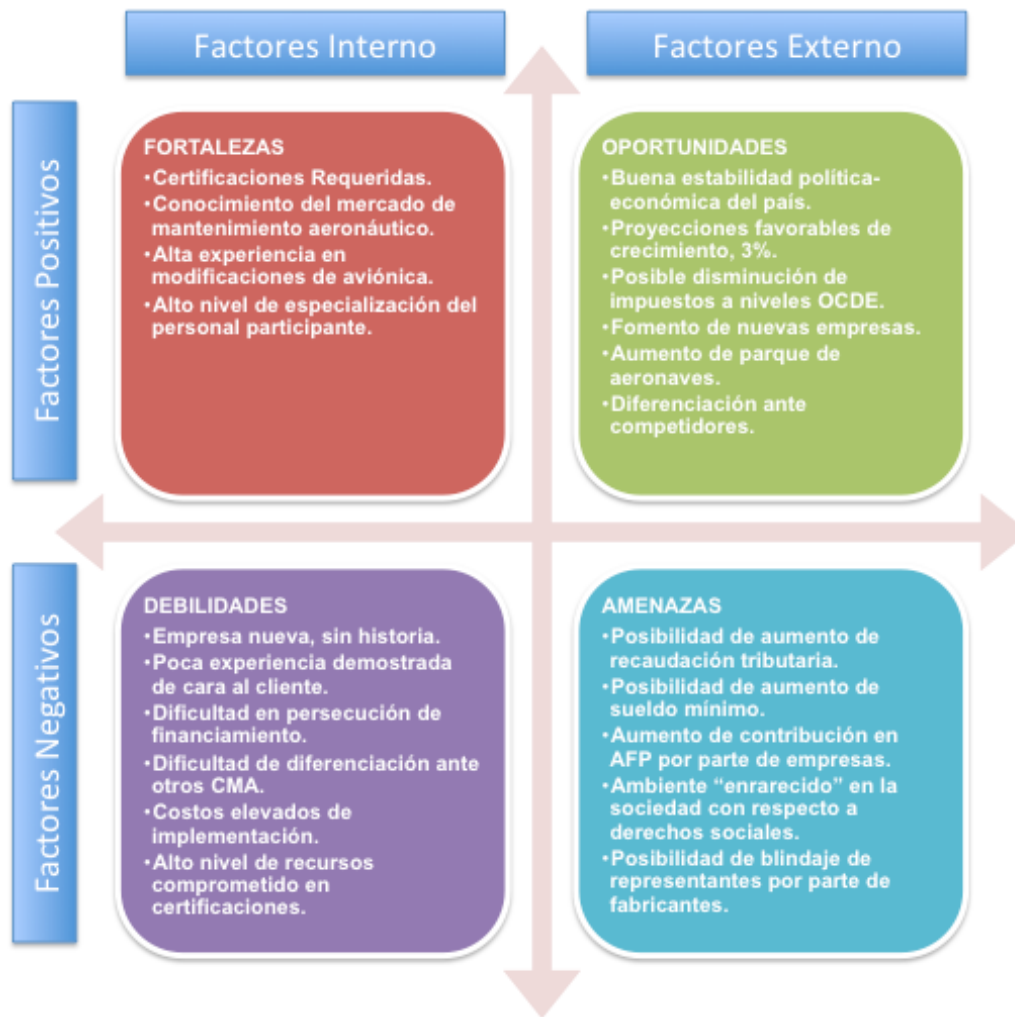 Factores Interno
Factores Externo
Factores Positivos
FORTALEZAS
•Certificaciones Requeridas.
•Conocimiento del mercado de
mantenimiento aeronáutico.
•Alta experiencia en
modificaciones de aviónica.
•Alto nivel de especialización del
personal participante.
OPORTUNIDADES
•Buena estabilidad política-
económica del país.
•Proyecciones favorables de
crecimiento, 3%.
•Posible disminución de
impuestos a niveles OCDE.
•Fomento de nuevas empresas.
•Aumento de parque de
aeronaves.
•Diferenciación ante
competidores.
Factores Negativos
DEBILIDADES
•Empresa nueva, sin historia.
•Poca experiencia demostrada
de cara al cliente.
•Dificultad en persecución de
financiamiento.
•Dificultad de diferenciación ante
otros CMA.
•Costos elevados de
implementación.
•Alto nivel de recursos
comprometido en
certificaciones.
AMENAZAS
•Posibilidad de aumento de
recaudación tributaria.
•Posibilidad de aumento de
sueldo mínimo.
•Aumento de contribución en
AFP por parte de empresas.
•Ambiente “enrarecido” en la
sociedad con respecto a
derechos sociales.
•Posibilidad de blindaje de
representantes por parte de
fabricantes.